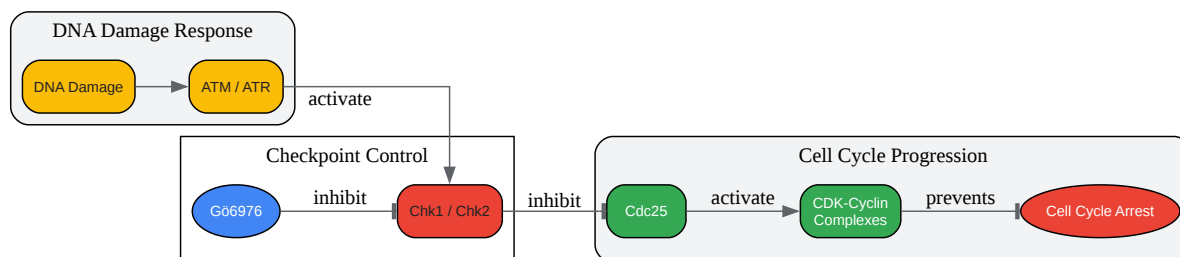 DNA Damage Response
DNA Damage
ATM / ATR
activate
Checkpoint Control
Gö6976
inhibit
Chk1 / Chk2
inhibit
Cell Cycle Progression
Cdc25
activate
CDK-Cyclin
Complexes
prevents
Cell Cycle Arrest